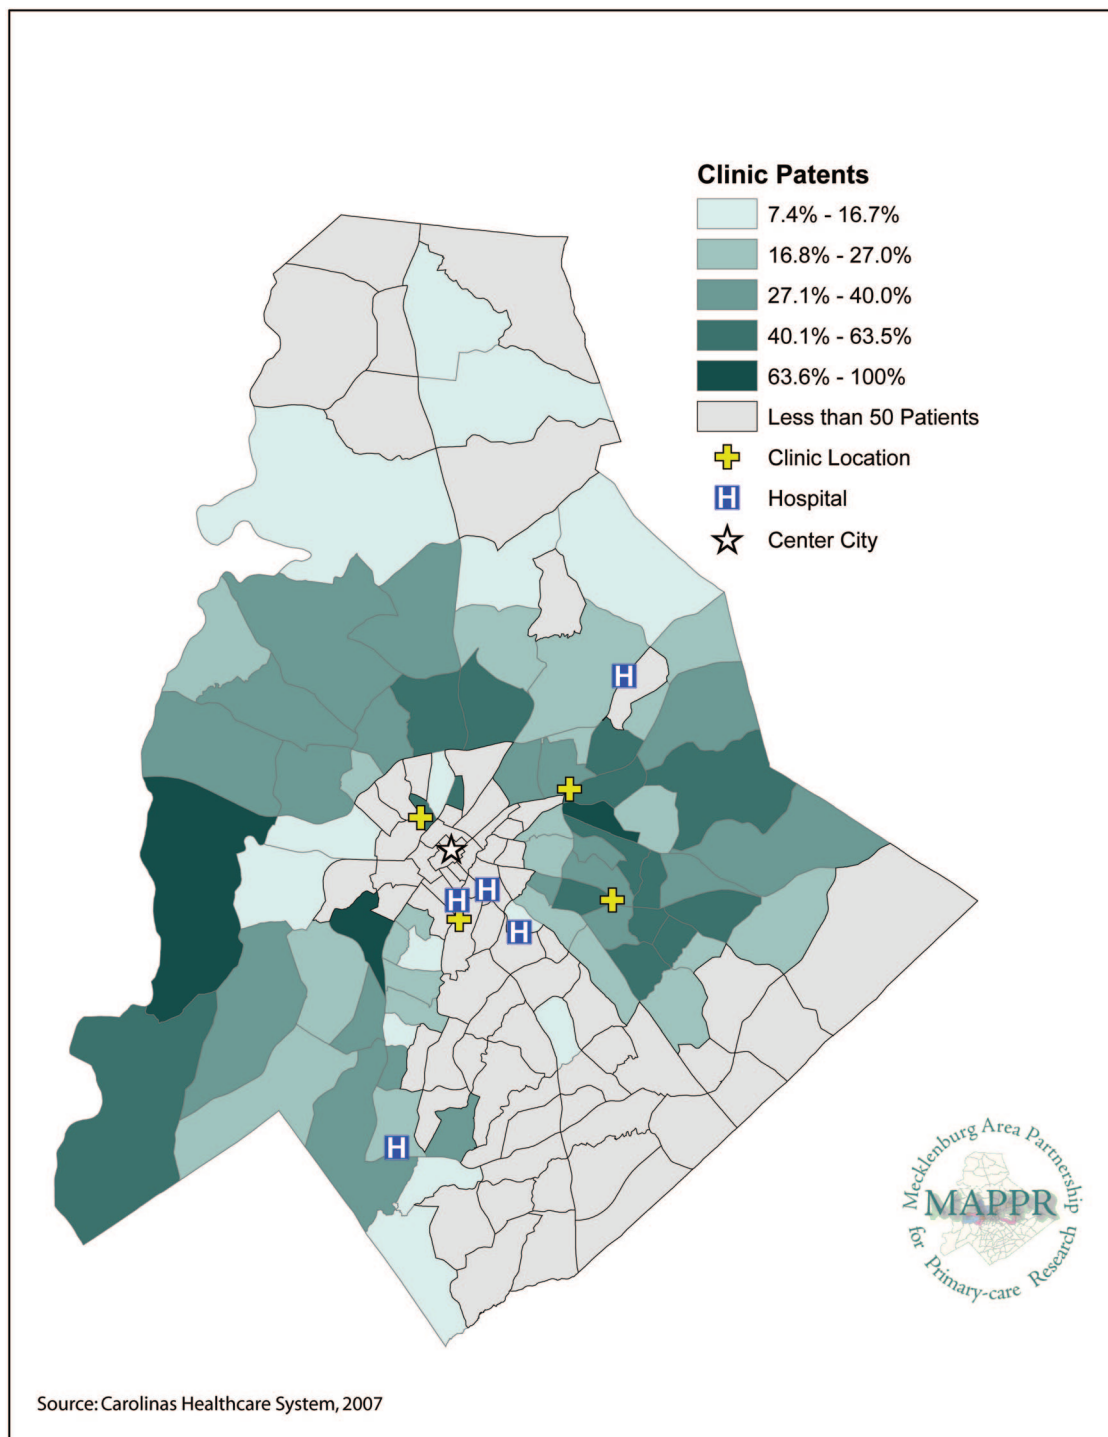 Clinic Patents
7.4% - 16.7%
16.8% - 27.0%
27.1% - 40.0%
40.1% - 63.5%
63.6% - 100%
Less than 50 Patients
Clinic Location
H Hospital
Center City
H
H
H
H
H
Mecklenburg Area Partnership
MAPPR
for Primary-care Research
Source: Carolinas Healthcare System, 2007